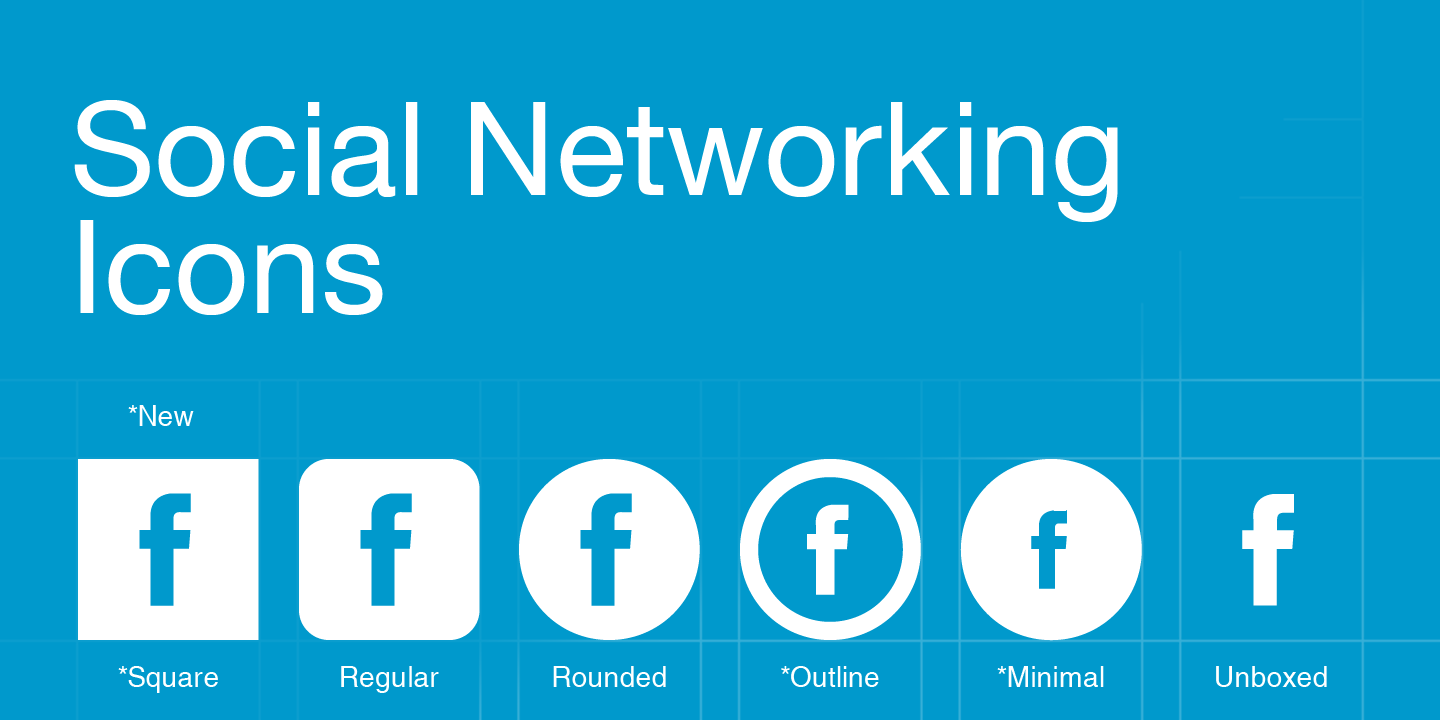 Social Networking
Icons
*New
f f f f f f
*Square Regular Rounded *Outline *Minimal Unboxed